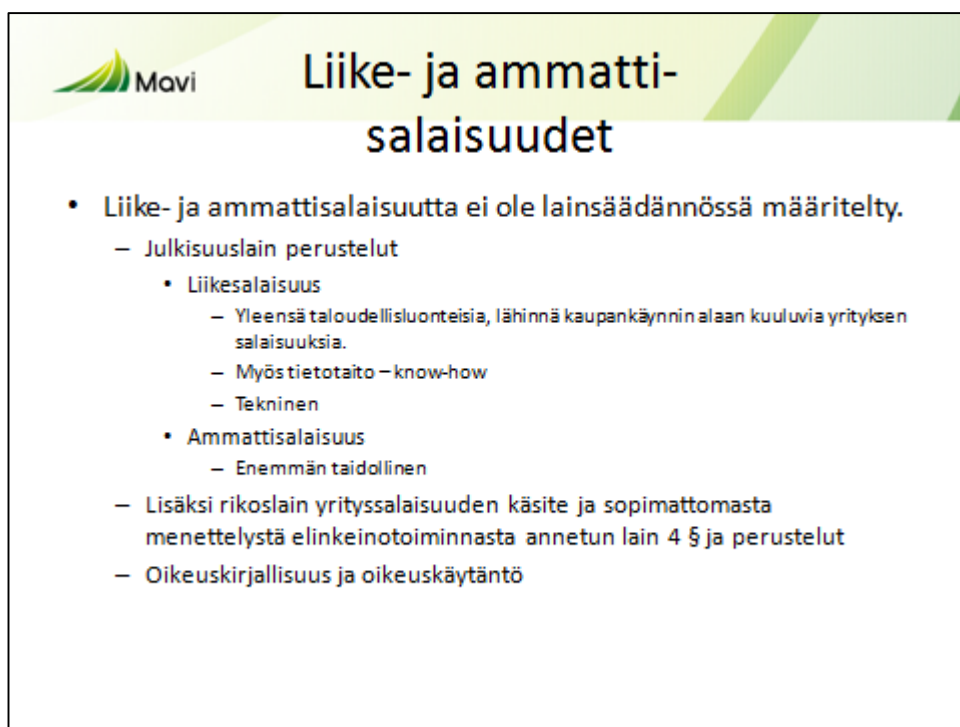 Mavi
Liike- ja ammatti-
salaisuudet
• Liike- ja ammattisalaisuutta ei ole lainsäädännössä määritelty.
– Julkisuuslain perustelut
• Liikesalaisuus
– Yleensä taloudellisluonteisia, lähinnä kaupankäynnin alaan kuuluvia yrityksen
salaisuuksia.
– Myös tietotaito – know-how
– Tekninen
• Ammattisalaisuus
– Enemmän taidollinen
– Lisäksi rikoslain yrityssalaisuuden käsite ja sopimattomasta
menettelystä elinkeinotoiminnasta annetun lain 4 § ja perustelut
– Oikeuskirjallisuus ja oikeuskäytäntö